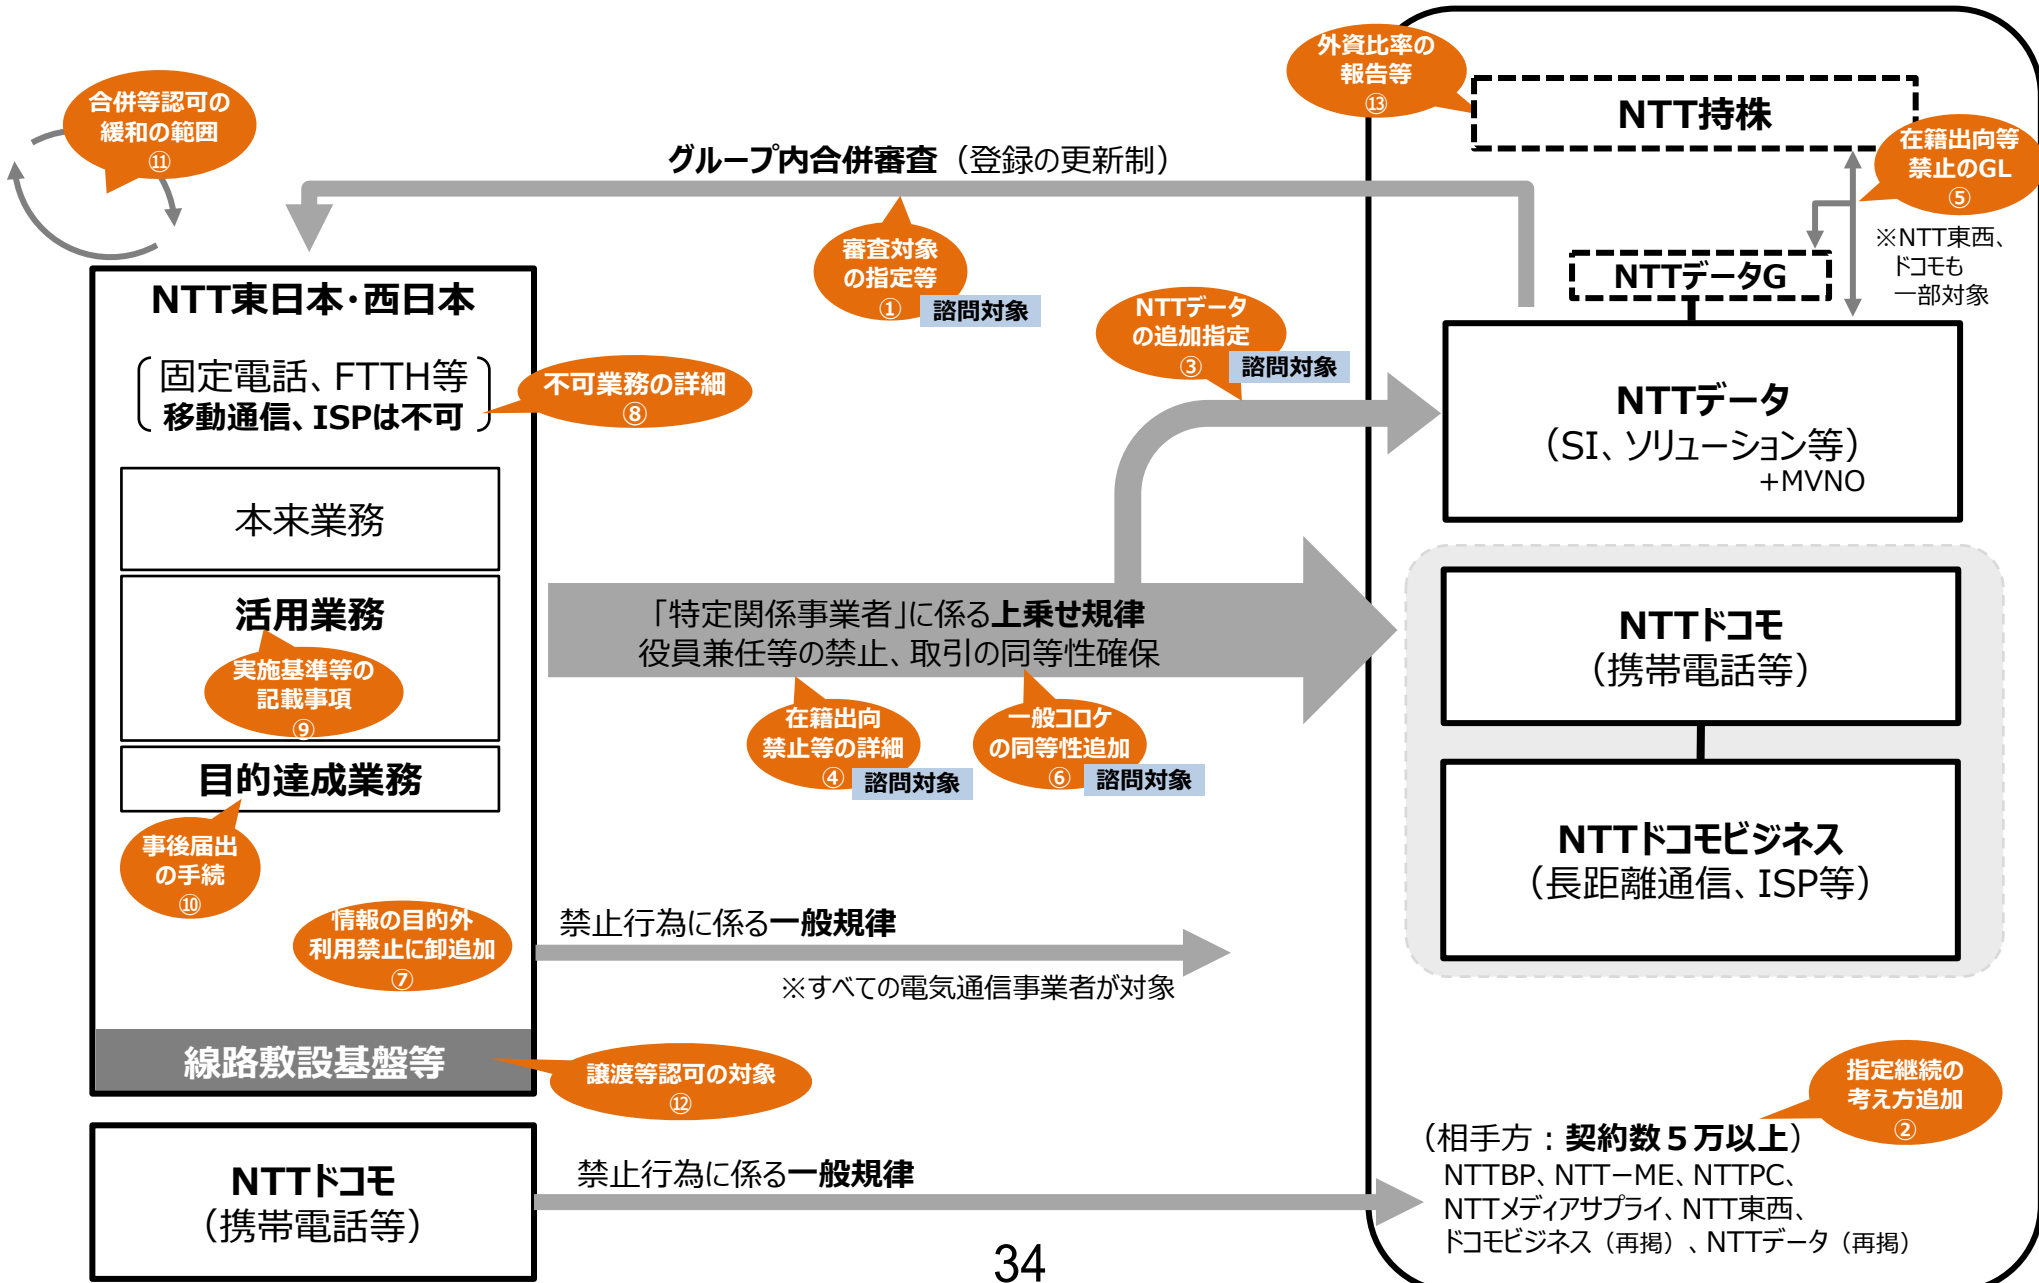 外資比率の
報告等
⑬
合併等認可の
緩和の範囲
⑪
NTT持株
在籍出向等
禁止のGL
⑤
グループ内合併審査（登録の更新制）
審査対象
の指定等
①
諮問対象
※NTT東西、
ドコモも
一部対象
NTTデータG
NTT東日本・西日本
NTTデータ
の追加指定
③
諮問対象
固定電話、FTTH等
移動通信、ISPは不可
不可業務の詳細
⑧
NTTデータ
（SI、ソリューション等）
+MVNO
本来業務
活用業務
実施基準等の
記載事項
⑨
「特定関係事業者」に係る上乗せ規律
役員兼任等の禁止、取引の同等性確保
NTTドコモ
（携帯電話等）
在籍出向
禁止等の詳細
④
諮問対象
一般コロケ
の同等性追加
⑥
諮問対象
目的達成業務
事後届出
の手続
⑩
NTTドコモビジネス
（長距離通信、ISP等）
情報の目的外
利用禁止に卸追加
⑦
禁止行為に係る一般規律
※すべての電気通信事業者が対象
線路敷設基盤等
譲渡等認可の対象
⑫
指定継続の
考え方追加
②
（相手方：契約数５万以上）
NTTBP、NTTーME、NTTPC、
NTTメディアサプライ、NTT東西、
ドコモビジネス（再掲）、NTTデータ（再掲）
NTTドコモ
（携帯電話等）
禁止行為に係る一般規律
34